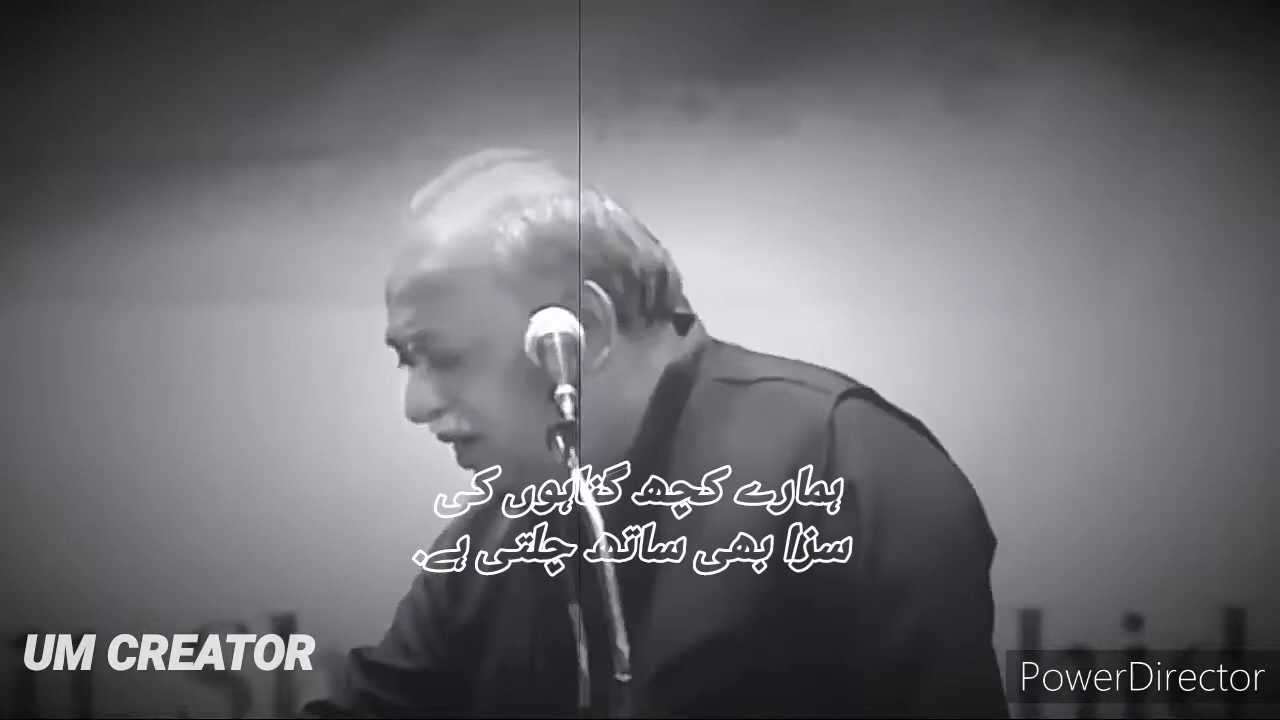 ہمارے کچھ گناہوں کی
سزا بھی ساتھ چلتی ہے.
UM CREATOR
PowerDirector